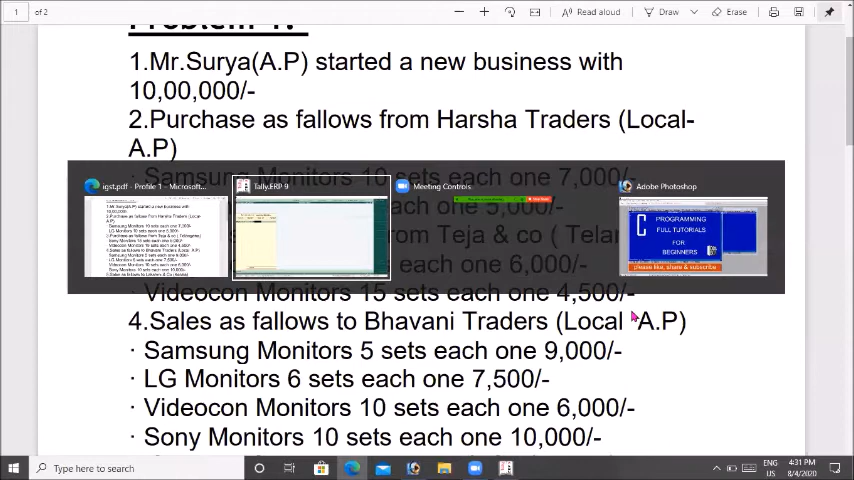 1
of 2
Read aloud
Draw
Erase
Problem 1:
1.Mr.Surya(A.P) started a new business with
10,00,000/-
2.Purchase as fallows from Harsha Traders (Local-
A.P)
Samsung Monitors 10 sets each one 7,000/-
igst.pdf - Profile 1 - Microsoft...
Tally.ERP 9
Meeting Controls
Adobe Photoshop
each one 5,000/-
from Teja & co ( Telan
each one 6,000/-
Videocon Monitors 15 sets each one 4,500/-
C PROGRAMMING
FULL TUTORIALS
FOR
BEGINNERS
please like, share & subscribe
4.Sales as fallows to Bhavani Traders (Local -A.P)
· Samsung Monitors 5 sets each one 9,000/-
· LG Monitors 6 sets each one 7,500/-
· Videocon Monitors 10 sets each one 6,000/-
· Sony Monitors 10 sets each one 10,000/-
Type here to search
ENG
US
4:31 PM
8/4/2020